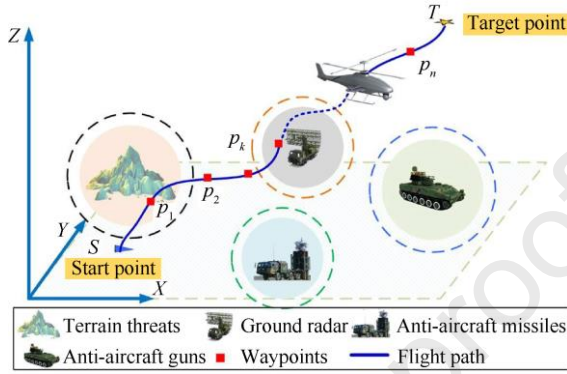 Z
T
Target point
p_n
p_k
p_2
p_1
Y
S
Start point
X
Terrain threats
Ground radar
Anti-aircraft missiles
Anti-aircraft guns
Waypoints
Flight path
proof